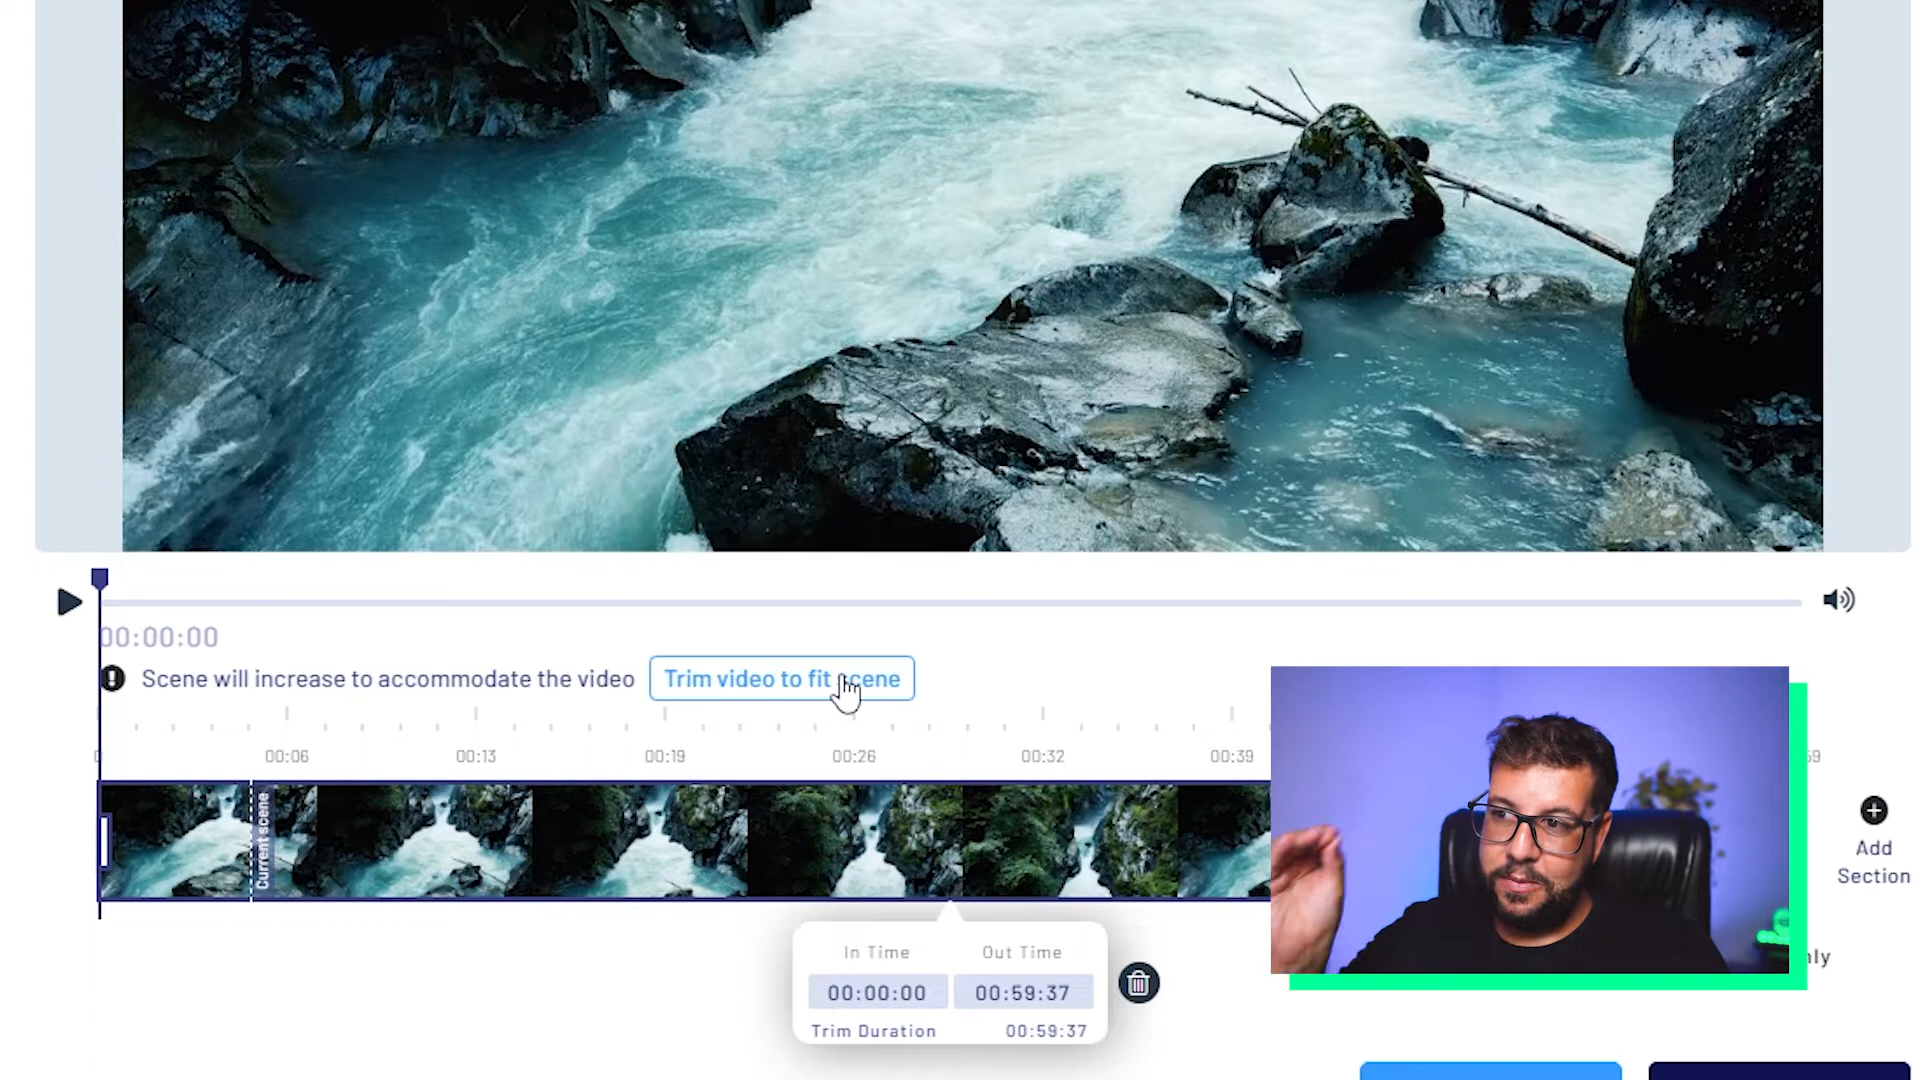 00:00:00
Scene will increase to accommodate the video
Trim video to fit scene
00:06
00:13
00:19
00:26
00:32
00:39
59
Current scene
Add
Section
In Time
Out Time
00:00:00
00:59:37
Trim Duration
00:59:37